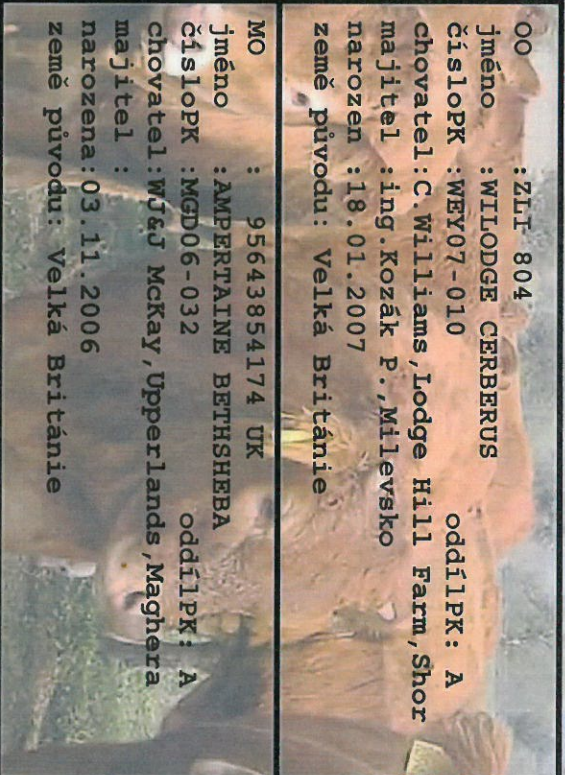 OO :ZLI 804
jméno :WILODGE CERBERUS
čísloPK :WEY07-010 oddílPK: A
chovatel:C.Williams,Lodge Hill Farm,Shor
majitel :ing.Kozák P.,Milevsko
narozen :18.01.2007
země původu: Velká Británie
MO : 95643854174 UK
jméno :AMPERTAINE BETHSHEBA
čísloPK :MGD06-032 oddílPK: A
chovatel:WJ&J McKay,Upperlands,Maghera
majitel :
narozena:03.11.2006
země původu: Velká Británie